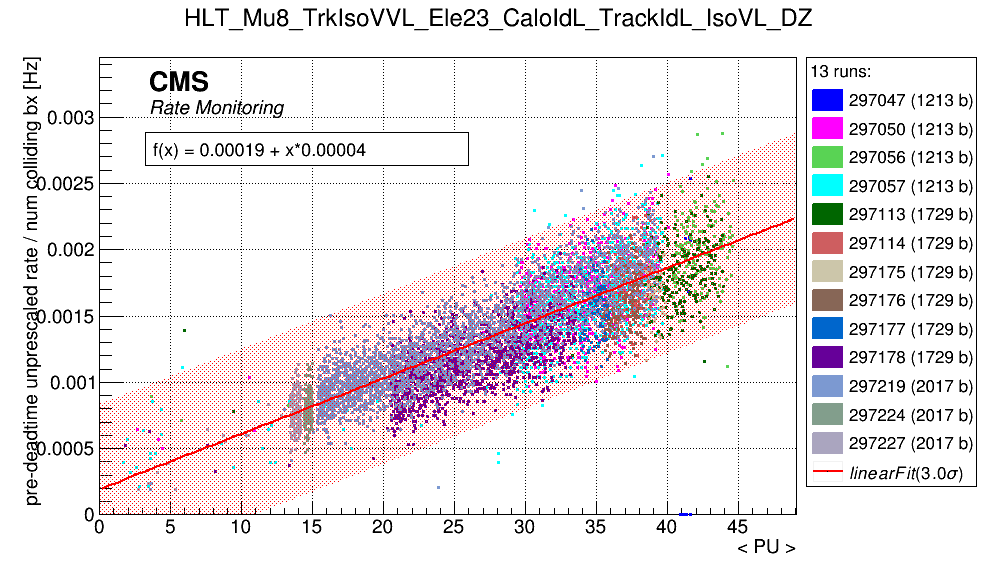 HLT_Mu8_TrkIsoVVL_Ele23_CaloIdL_TrackIdL_IsoVL_DZ
pre-deadtime unprescaled rate / num colliding bx [Hz]
CMS
Rate Monitoring
f(x) = 0.00019 + x*0.00004
0.003
0.0025
0.002
0.0015
0.001
0.0005
0
0 5 10 15 20 25 30 35 40 45
< PU >
13 runs:
297047 (1213 b)
297050 (1213 b)
297056 (1213 b)
297057 (1213 b)
297113 (1729 b)
297114 (1729 b)
297175 (1729 b)
297176 (1729 b)
297177 (1729 b)
297178 (1729 b)
297219 (2017 b)
297224 (2017 b)
297227 (2017 b)
linearFit(3.0σ)